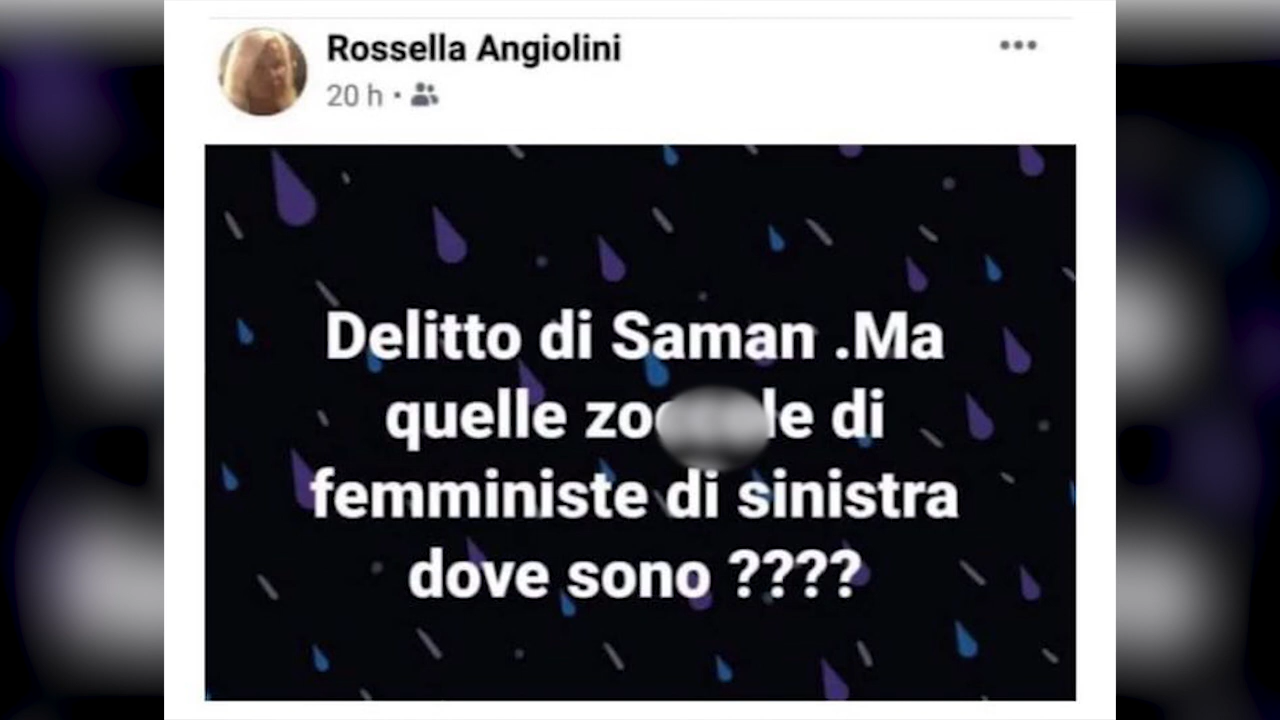 Rossella Angiolini
20 h
Delitto di Saman .Ma
quelle di
femministe di sinistra
dove sono ????